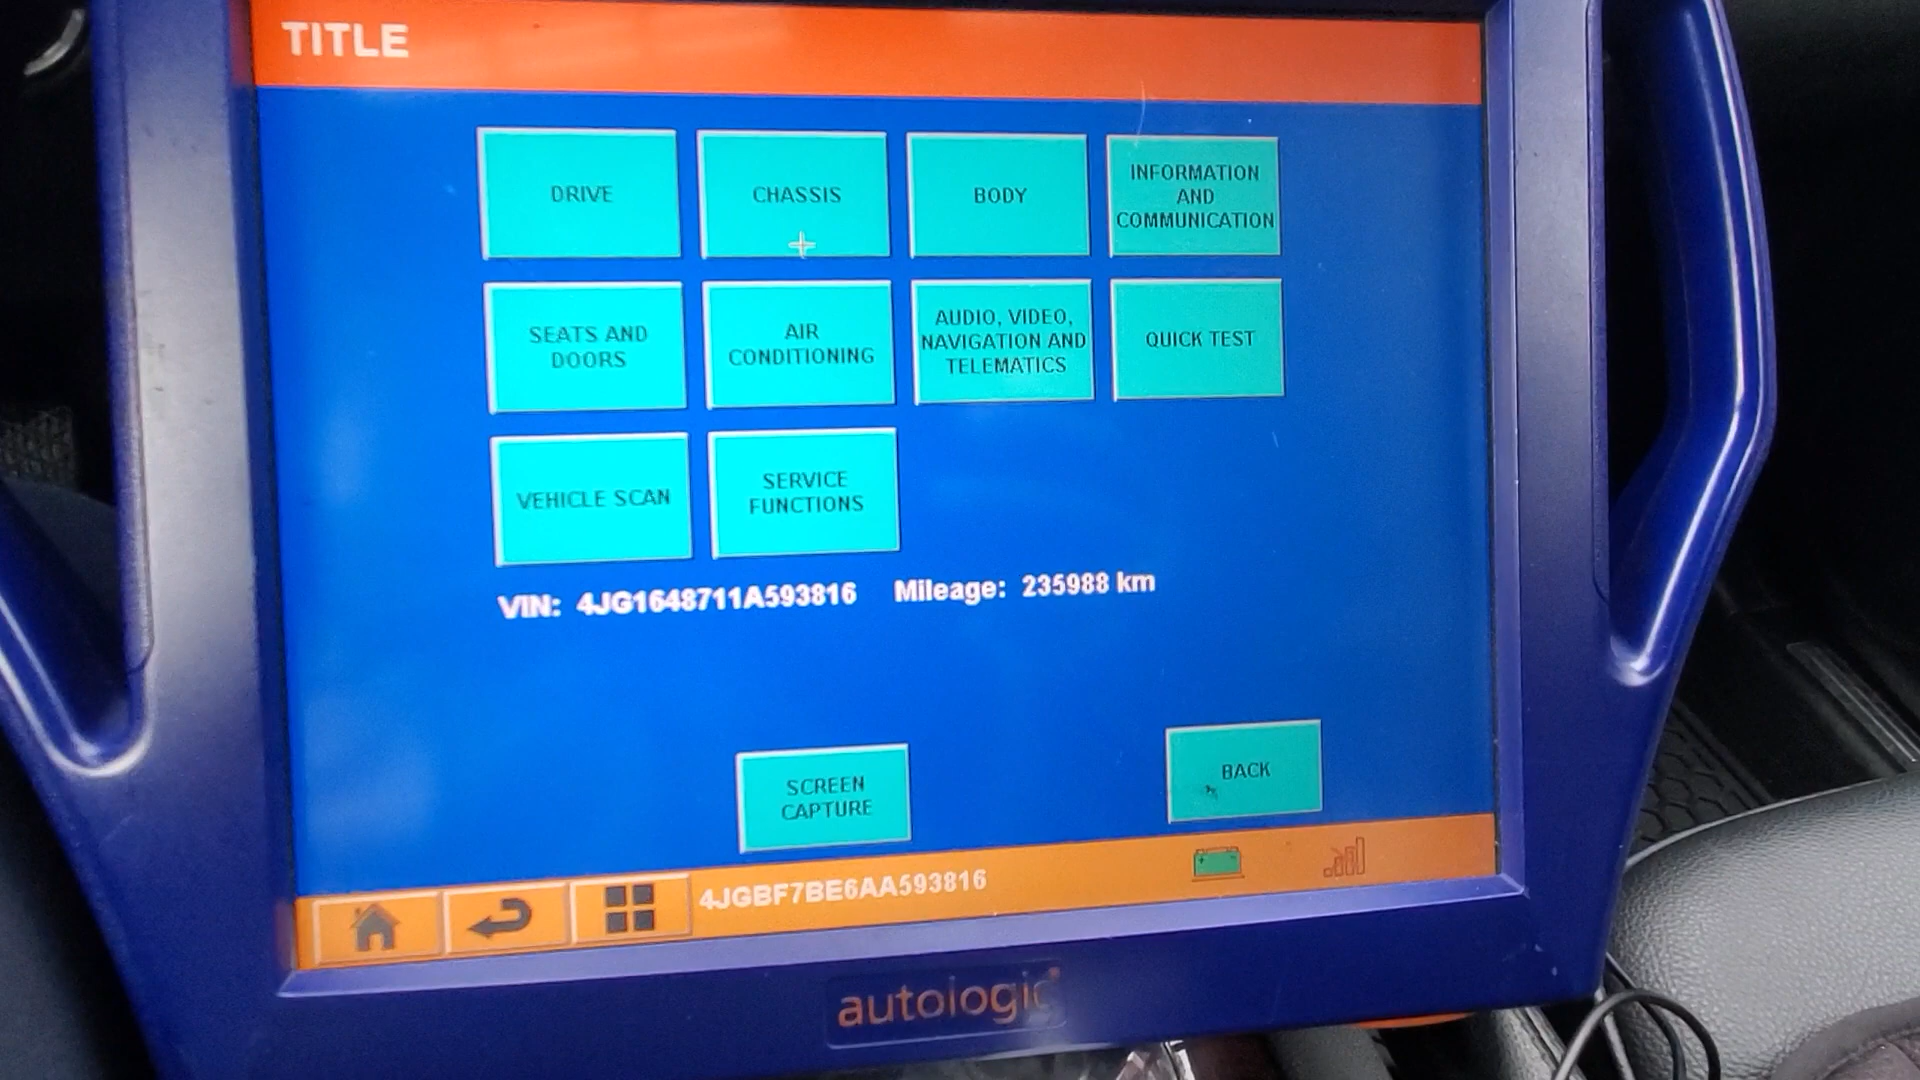 TITLE
DRIVE
CHASSIS
BODY
INFORMATION
AND
COMMUNICATION
SEATS AND
DOORS
AIR
CONDITIONING
AUDIO, VIDEO,
NAVIGATION AND
TELEMATICS
QUICK TEST
VEHICLE SCAN
SERVICE
FUNCTIONS
VIN: 4JG1648711A593816 Mileage: 235988 km
SCREEN
CAPTURE
BACK
4JGBF7BE6AA593816
autologic